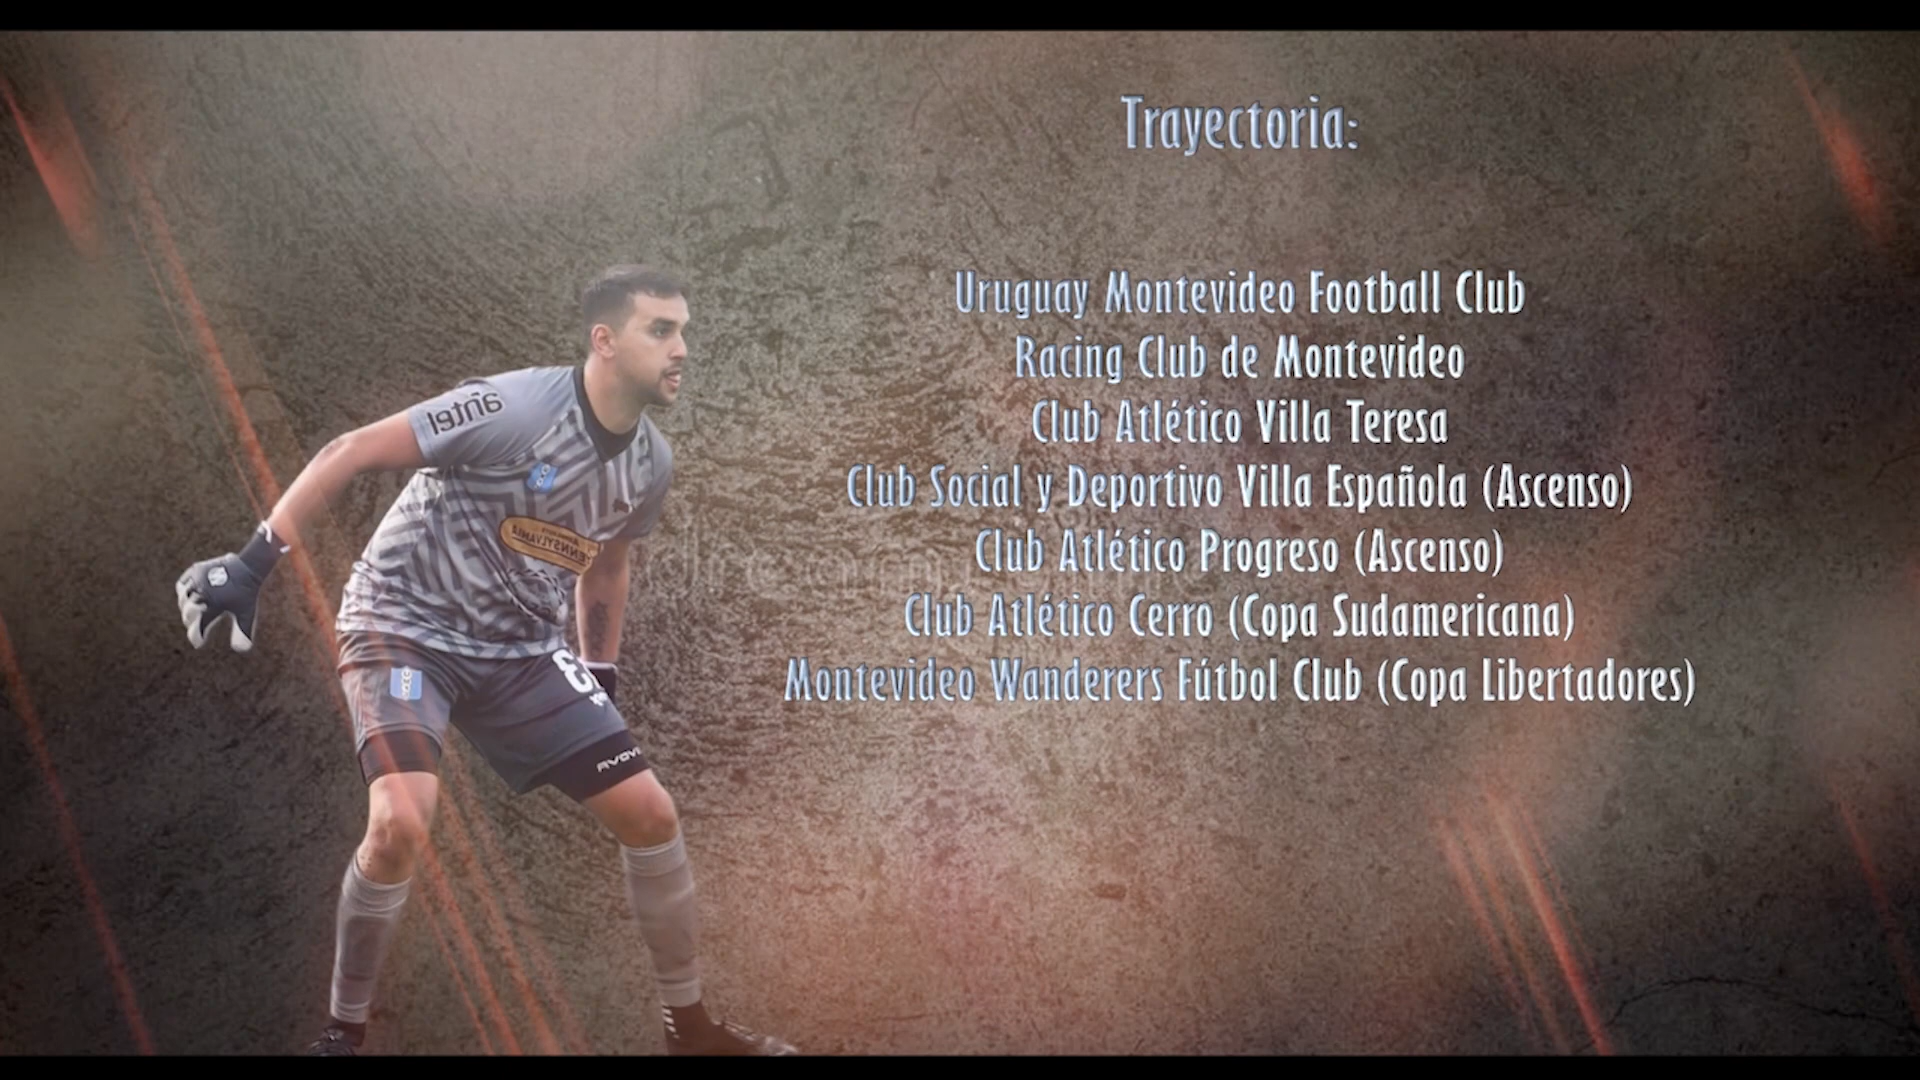 Trayectoria:
Uruguay Montevideo Football Club
Racing Club de Montevideo
Club Atlético Villa Teresa
Club Social y Deportivo Villa Española (Ascenso)
Club Atlético Progreso (Ascenso)
Club Atlético Cerro (Copa Sudamericana)
Montevideo Wanderers Fútbol Club (Copa Libertadores)
antel